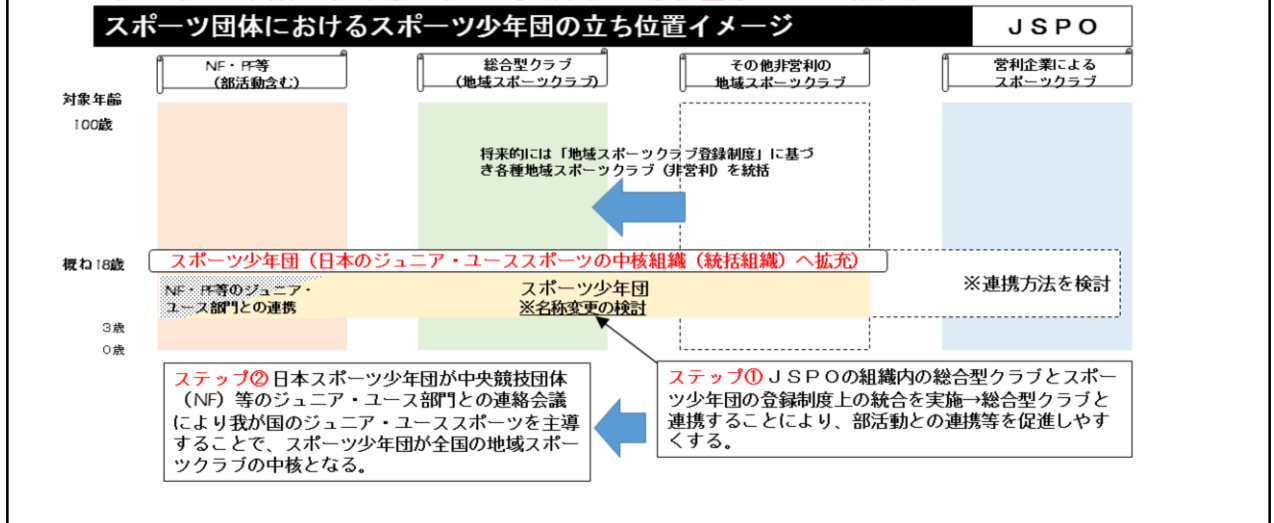 スポーツ団体におけるスポーツ少年団の立ち位置イメージ
JSPO
NF・PF等
(部活動含む)
総合型クラブ
(地域スポーツクラブ)
その他非営利の
地域スポーツクラブ
営利企業による
スポーツクラブ
対象年齢
100歳
将来的には「地域スポーツクラブ登録制度」に基づ
き各種地域スポーツクラブ(非営利)を統括
概ね18歳
スポーツ少年団(日本のジュニア・ユーススポーツの中核組織(統括組織)へ拡充)
NF・PF等のジュニア・
ユース部門との連携
スポーツ少年団
※名称変更の検討
※連携方法を検討
3歳
0歳
ステップ②日本スポーツ少年団が中央競技団体
(NF)等のジュニア・ユース部門との連絡会議
により我が国のジュニア・ユーススポーツを主導
することで、スポーツ少年団が全国の地域スポー
ツクラブの中核となる。
ステップ①JSPOの組織内の総合型クラブとスポー
ツ少年団の登録制度上の統合を実施→総合型クラブと
連携することにより、部活動との連携等を促進しやす
くする。